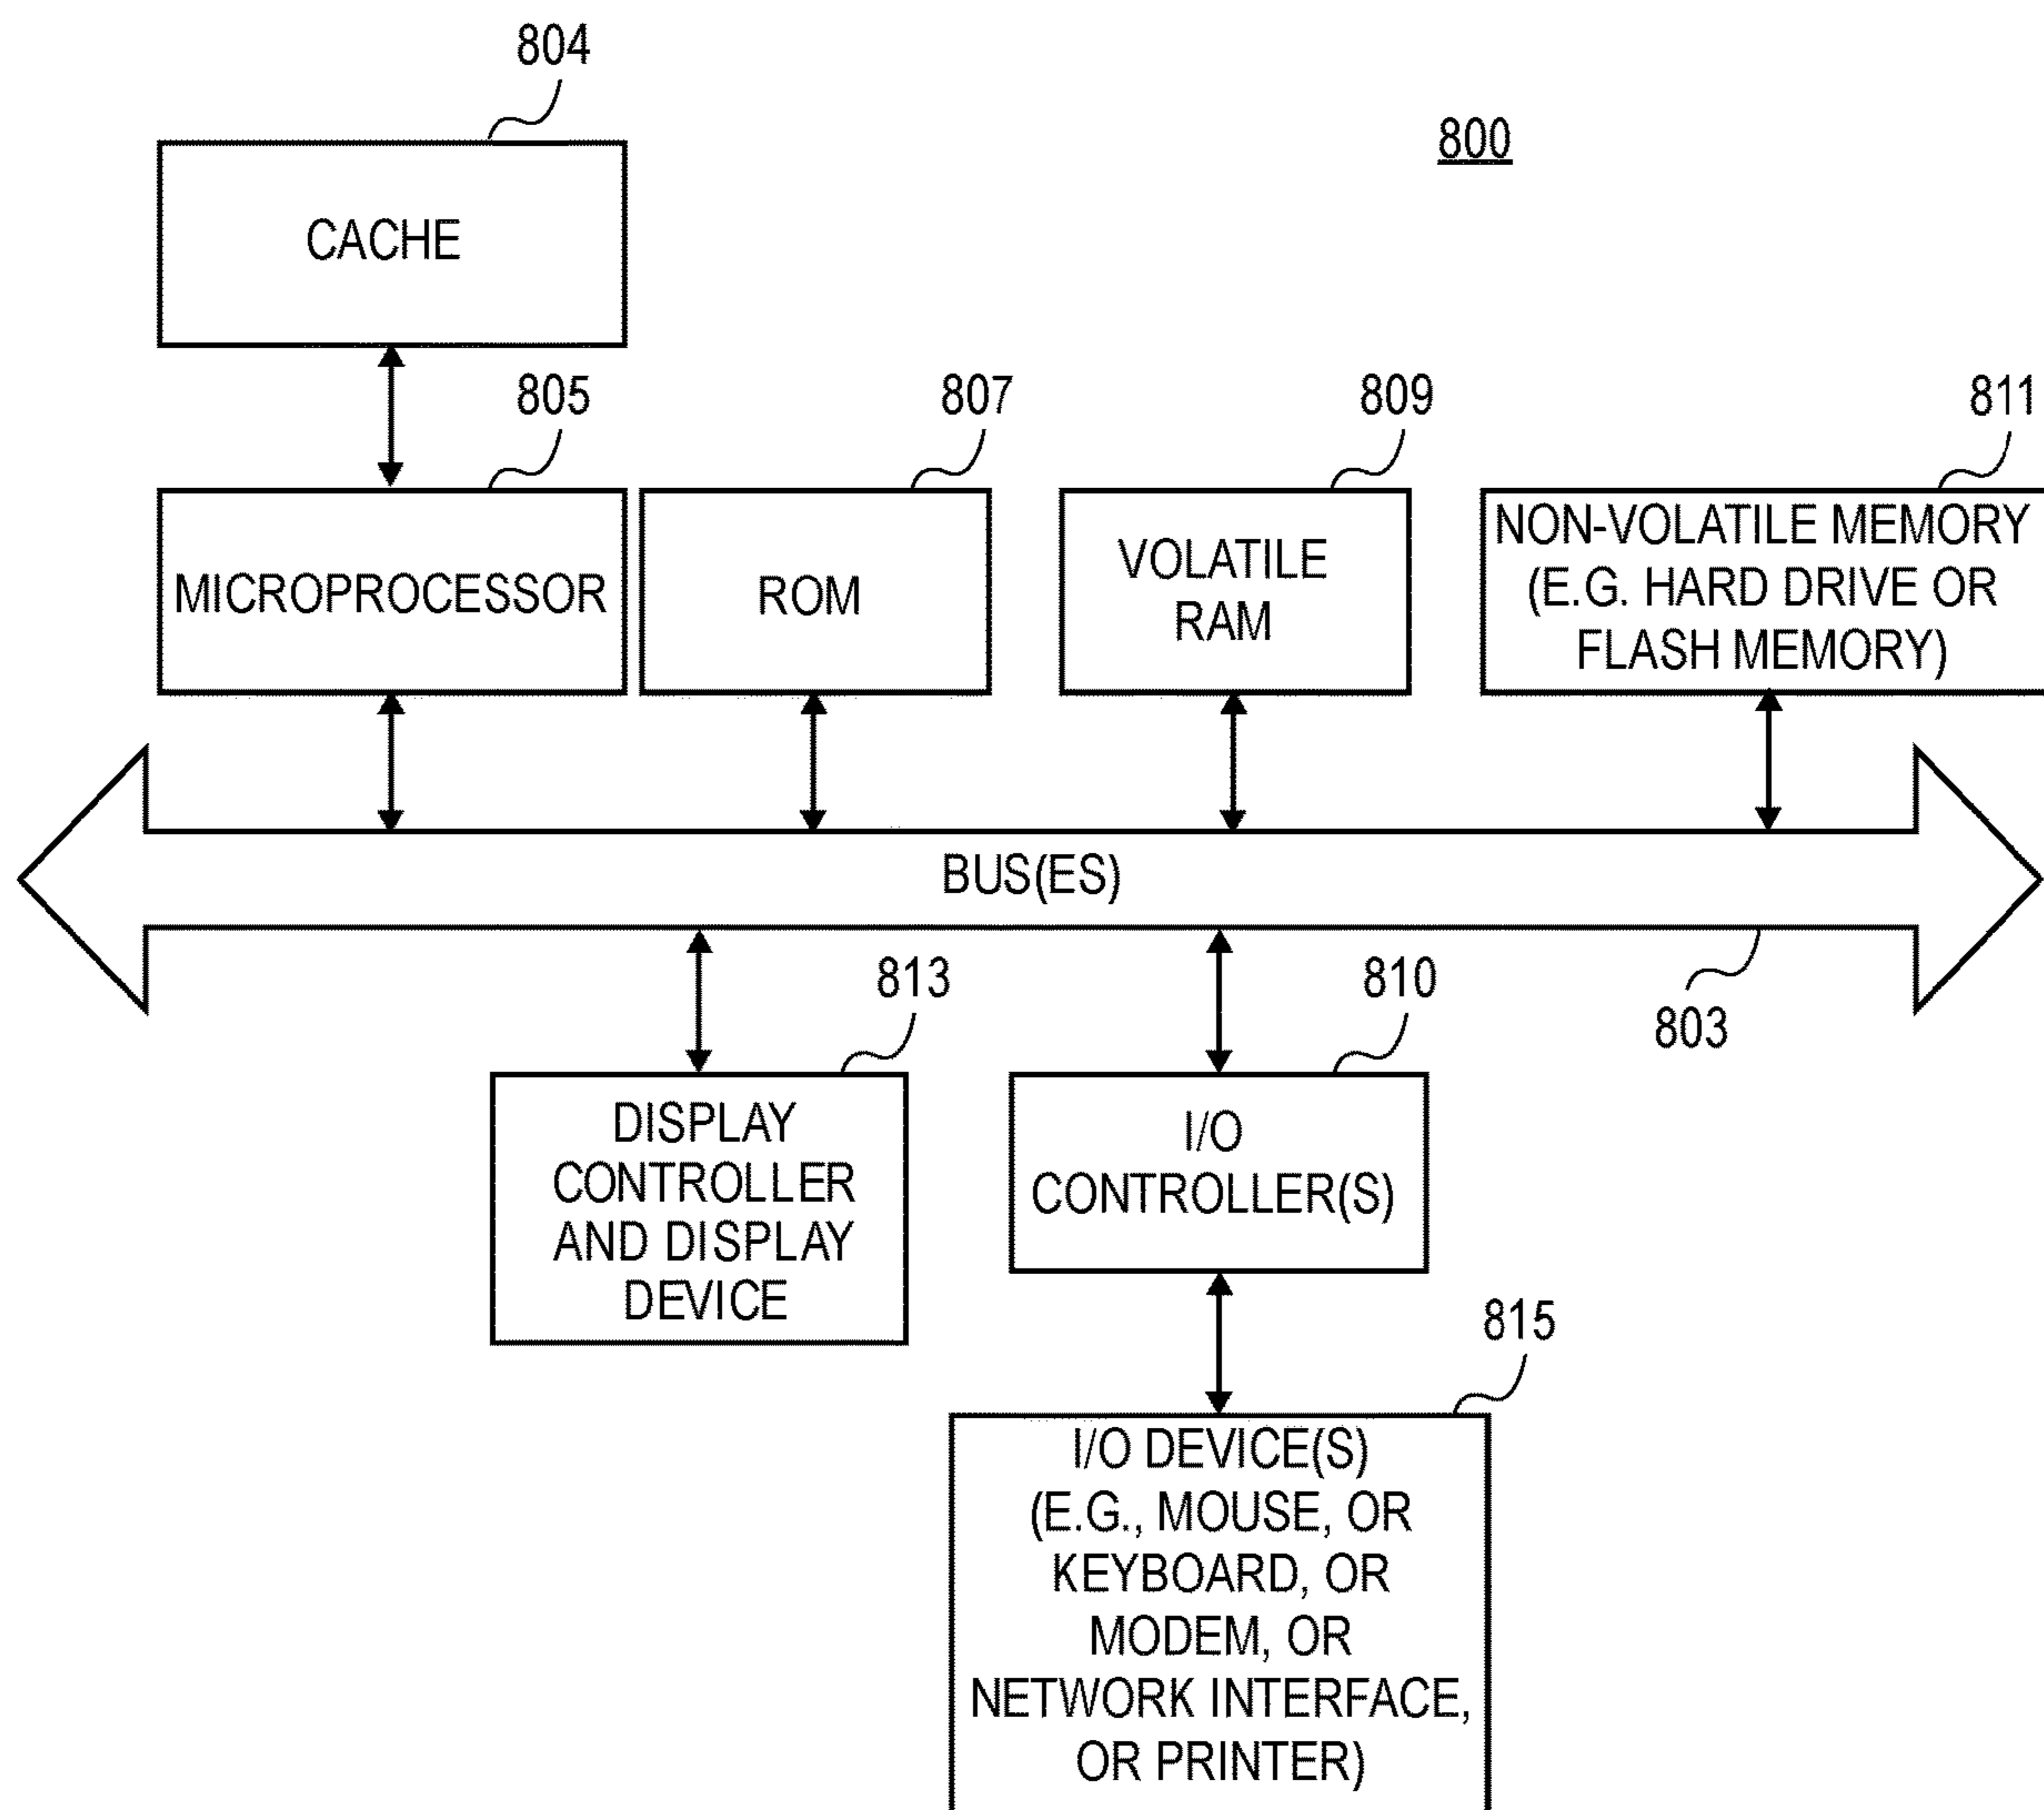 804
800
CACHE
805
807
809
811
MICROPROCESSOR
ROM
VOLATILE
RAM
NON-VOLATILE MEMORY
(E.G. HARD DRIVE OR
FLASH MEMORY)
BUS(ES)
813
810
803
DISPLAY
CONTROLLER
AND DISPLAY
DEVICE
I/O
CONTROLLER(S)
815
I/O DEVICE(S)
(E.G., MOUSE, OR
KEYBOARD, OR
MODEM, OR
NETWORK INTERFACE,
OR PRINTER)